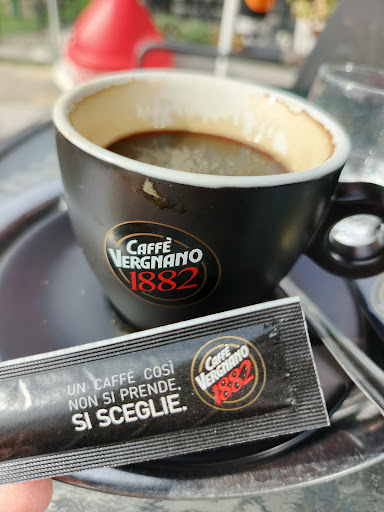 CAFFÈ
VERGNANO
1882
UN CAFFÈ COSÌ
NON SI PRENDE.
SI SCEGLIE.
CAFFÈ
VERGNANO
1882